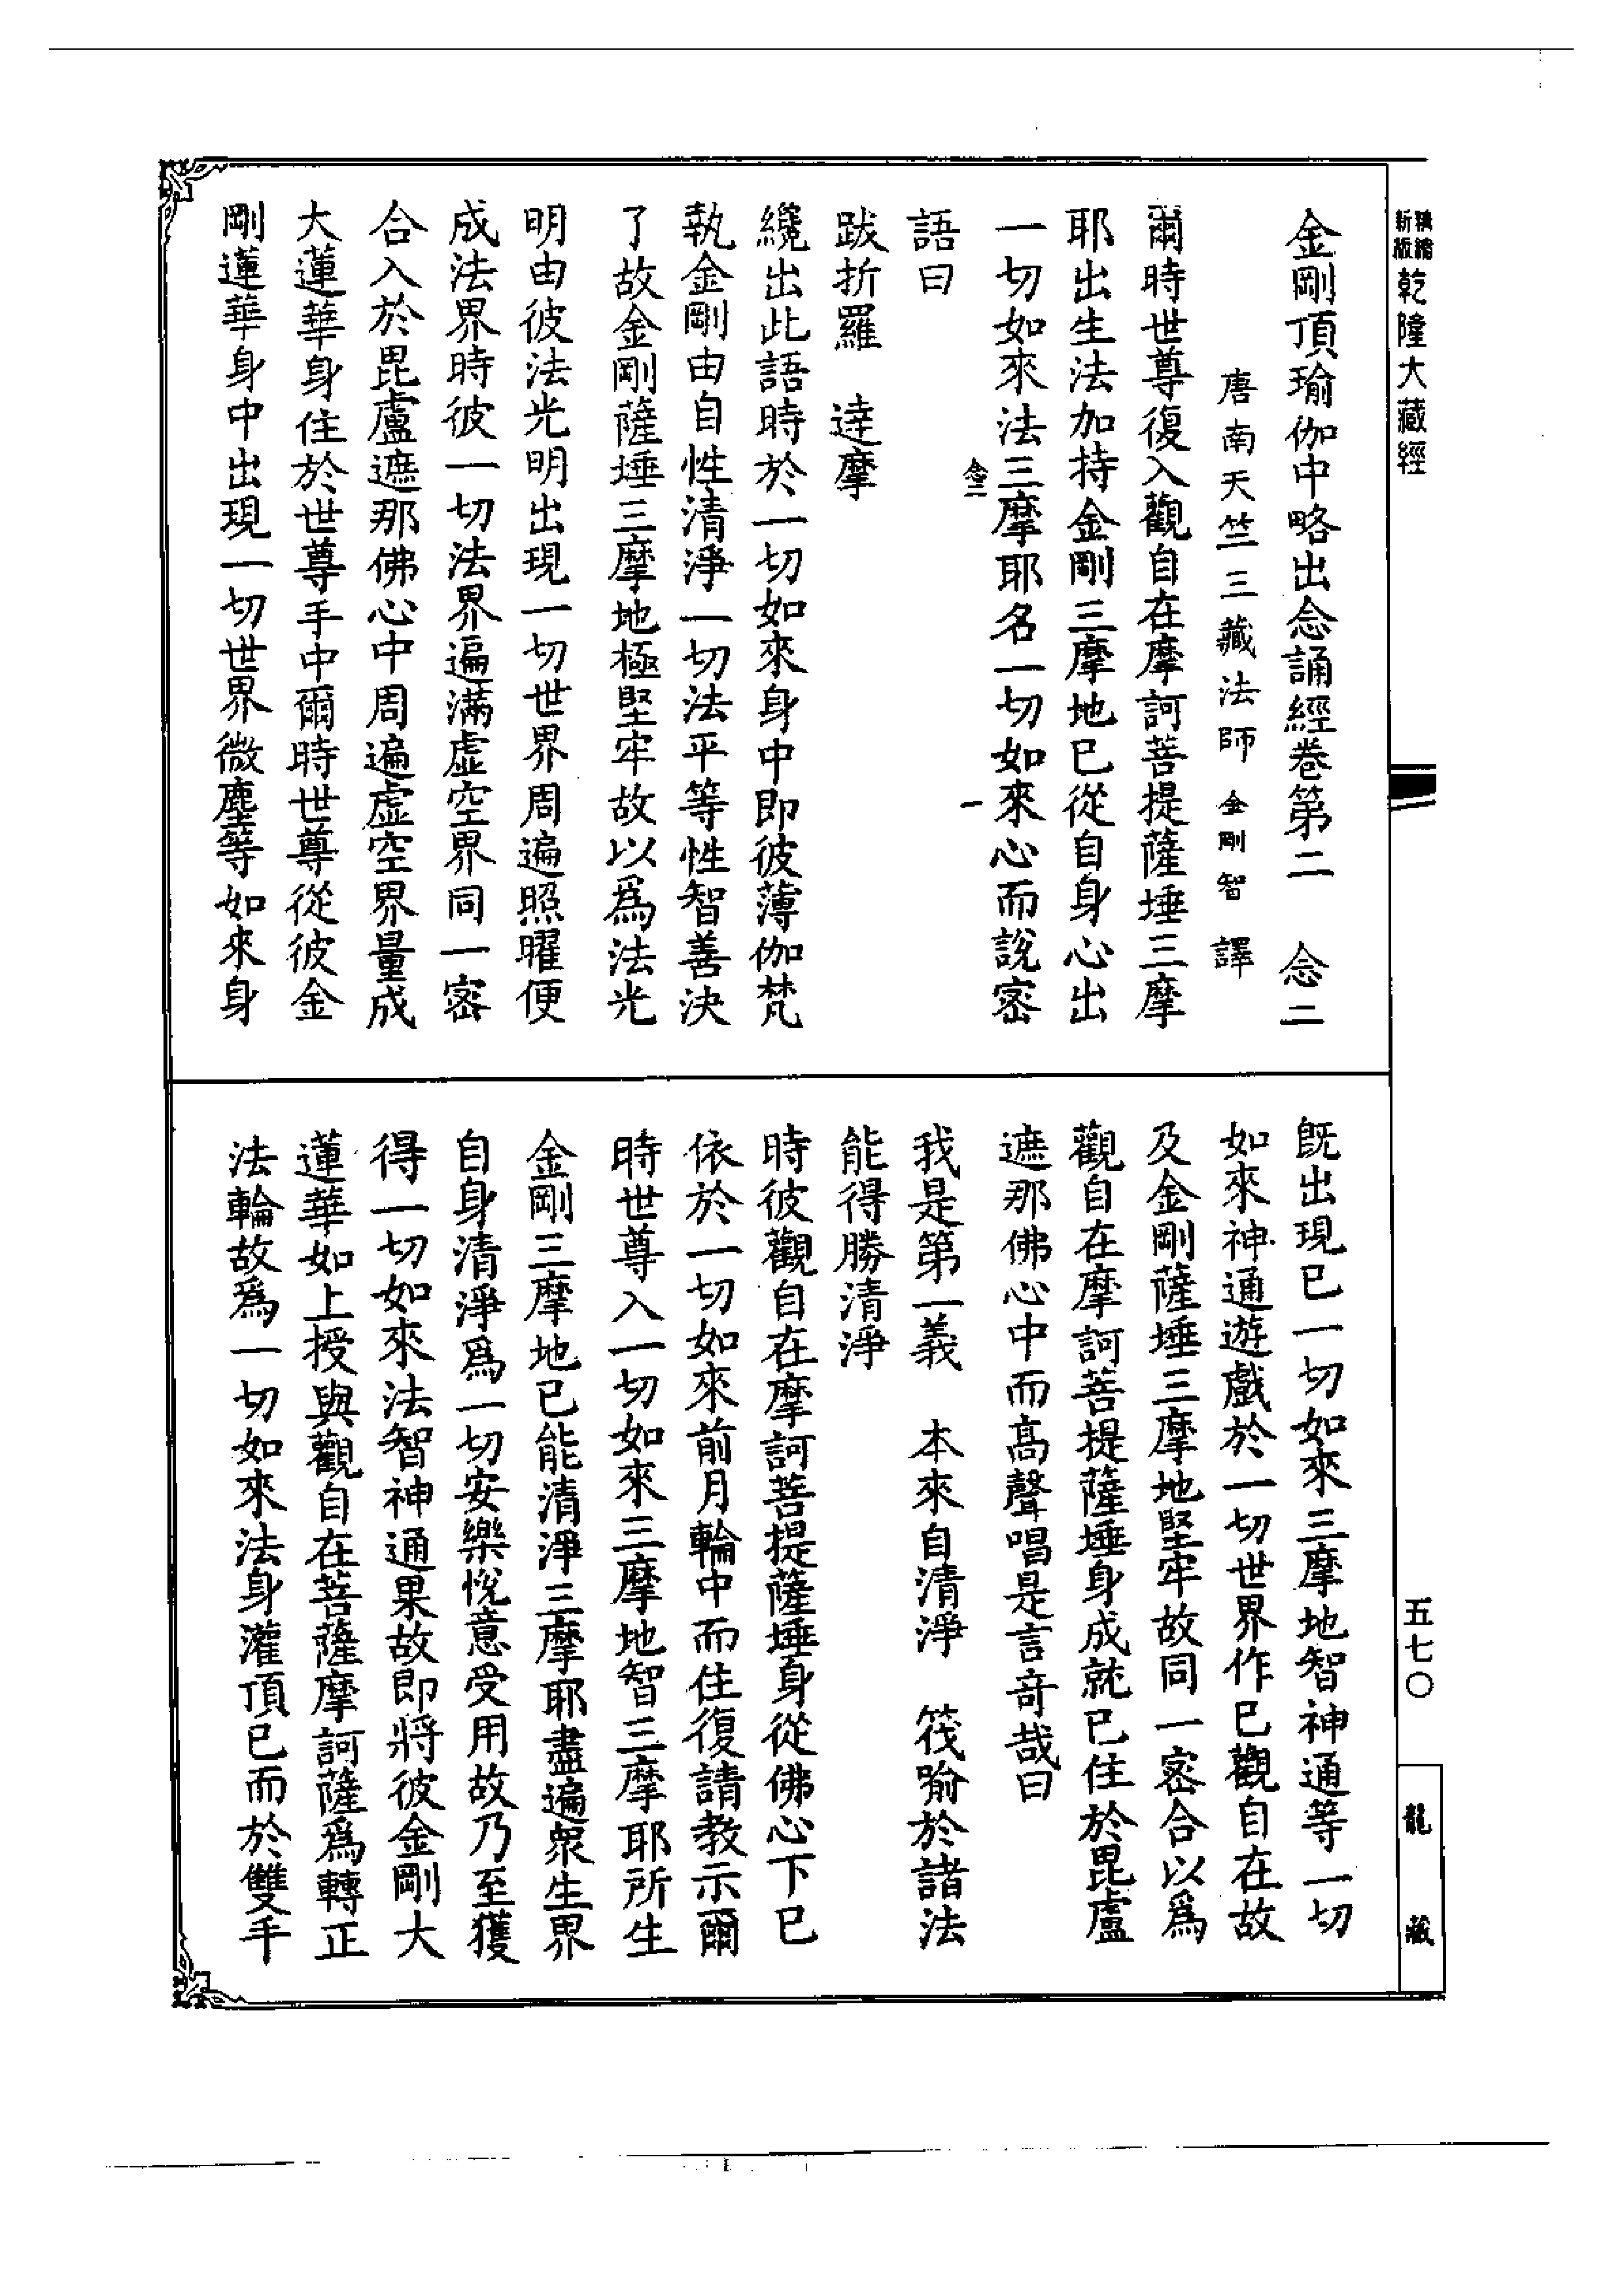 精縮新版乾隆大藏經
金剛頂瑜伽中略出念誦經卷第二 念二
唐南天竺三藏法師金剛智 譯
爾時世尊復入觀自在摩訶菩提薩埵三摩
耶出生法加持金剛三摩地已從自身心出
一切如來法三摩耶名一切如來心而說密
念二 一
語曰
跋折羅 達摩
纔出此語時於一切如來身中即彼薄伽梵
執金剛由自性清淨一切法平等性智善決
了故金剛薩埵三摩地極堅牢故以為法光
明由彼法光明出現一切世界周遍照曜便
成法界時彼一切法界遍滿虛空界同一密
合入於毘盧遮那佛心中周遍虛空界量成
大蓮華身住於世尊手中爾時世尊從彼金
剛蓮華身中出現一切世界微塵等如來身
既出現已一切如來三摩地智神通等一切
如來神通遊戲於一切世界作已觀自在故
及金剛薩埵三摩地堅牢故同一密合以為
觀自在摩訶菩提薩埵身成就已住於毘盧
遮那佛心中而高聲唱是言奇哉曰
我是第一義 本來自清淨 筏喻於諸法
能得勝清淨
時彼觀自在摩訶菩提薩埵身從佛心下已
依於一切如來前月輪中而住復請教示爾
時世尊入一切如來三摩地智三摩耶所生
金剛三摩地已能清淨三摩耶盡遍眾生界
自身清淨為一切安樂悅意受用故乃至獲
得一切如來法智神通果故即將彼金剛大
蓮華如上授與觀自在菩薩摩訶薩為轉正
法輪故為一切如來法身灌頂已而於雙手
五七〇
龍藏